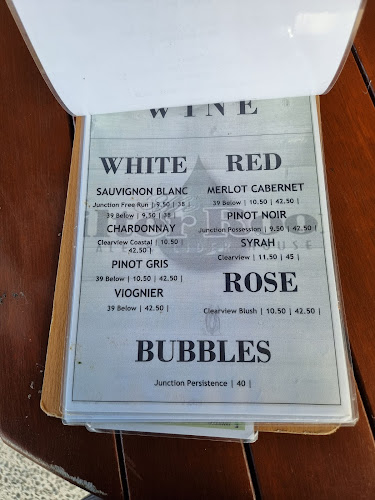 WINE
WHITE
SAUVIGNON BLANC
Junction Free Run | 9.50 | 38 |
39 Below | 9.50 | 38
CHARDONNAY
Clearview Coastal | 10.50 |
42.50 |
PINOT GRIS
39 Below | 10.50 | 42.50 |
VIOGNIER
39 Below | 42.50 |
RED
MERLOT CABERNET
39 Below | 10.50 | 42.50 |
PINOT NOIR
Junction Possession | 9.50 | 42.50
SYRAH
Clearview | 11.50 | 45 |
ROSE
Clearview Blush | 10.50 | 42.50 |
BUBBLES
Junction Persistence | 40 |